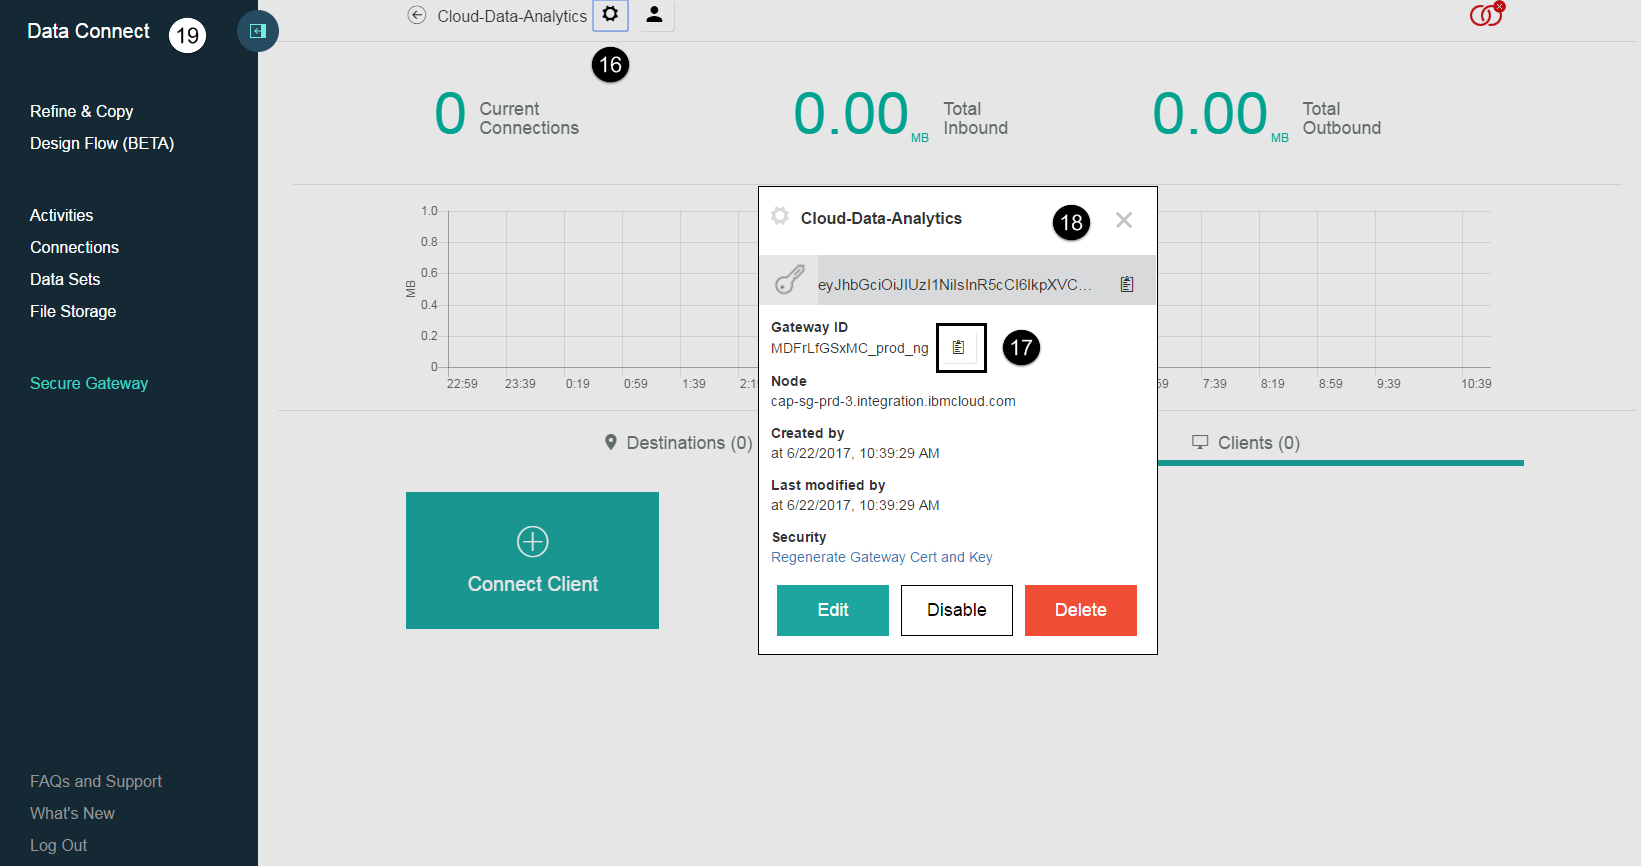 Data Connect
19
Refine & Copy
Design Flow (BETA)
Activities
Connections
Data Sets
File Storage
Secure Gateway
FAQs and Support
What's New
Log Out
Cloud-Data-Analytics
16
0 Current Connections
0.00 MB Total Inbound
0.00 MB Total Outbound
MB
1.0
0.8
0.6
0.4
0.2
0
22:59 23:39 0:19 0:59 1:39 2:19 7:39 8:19 8:59 9:39 10:39
Destinations (0)
Clients (0)
Connect Client
Cloud-Data-Analytics
18
eyJhbGciOiJIUzI1NiIsInR5cCI6IkpXVC...
Gateway ID
MDFrLfGSxMC_prod_ng
17
Node
cap-sg-prd-3.integration.ibmcloud.com
Created by
at 6/22/2017, 10:39:29 AM
Last modified by
at 6/22/2017, 10:39:29 AM
Security
Regenerate Gateway Cert and Key
Edit Disable Delete